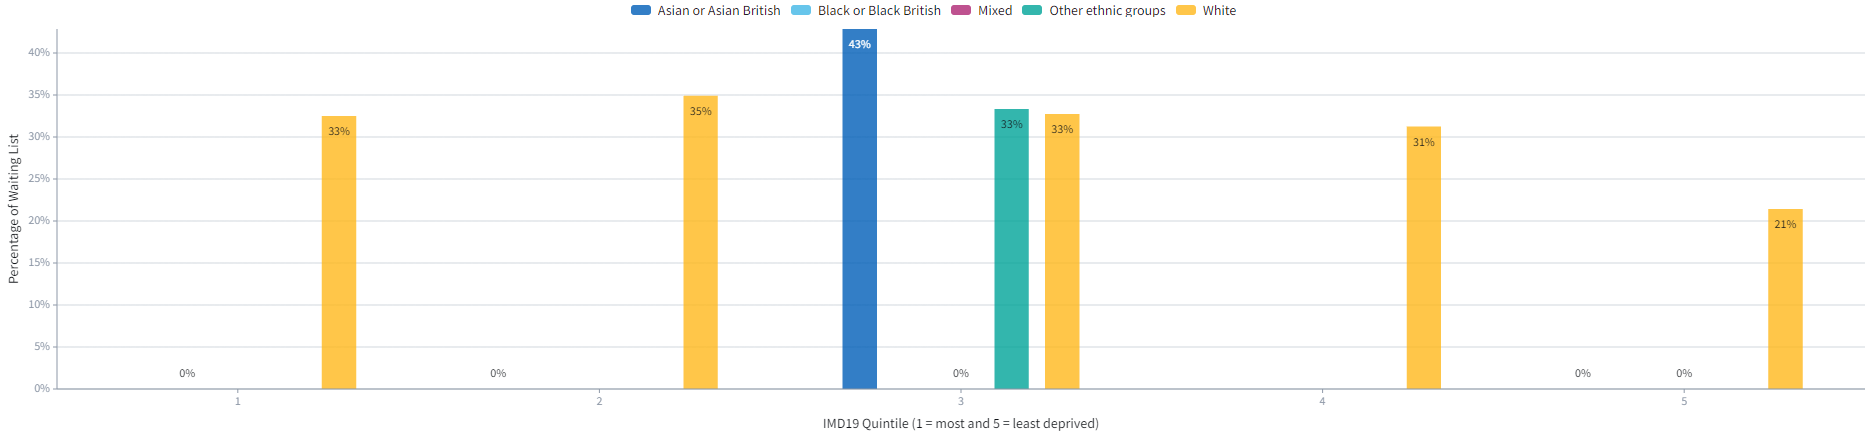 Asian or Asian British Black or Black British Mixed Other ethnic groups White
Percentage of Waiting List
40%
35%
30%
25%
20%
15%
10%
5%
0%
0% 33% 0% 35% 43% 0% 33% 33% 31% 0% 0% 21%
1 2 3 4 5
IMD19 Quintile (1 = most and 5 = least deprived)